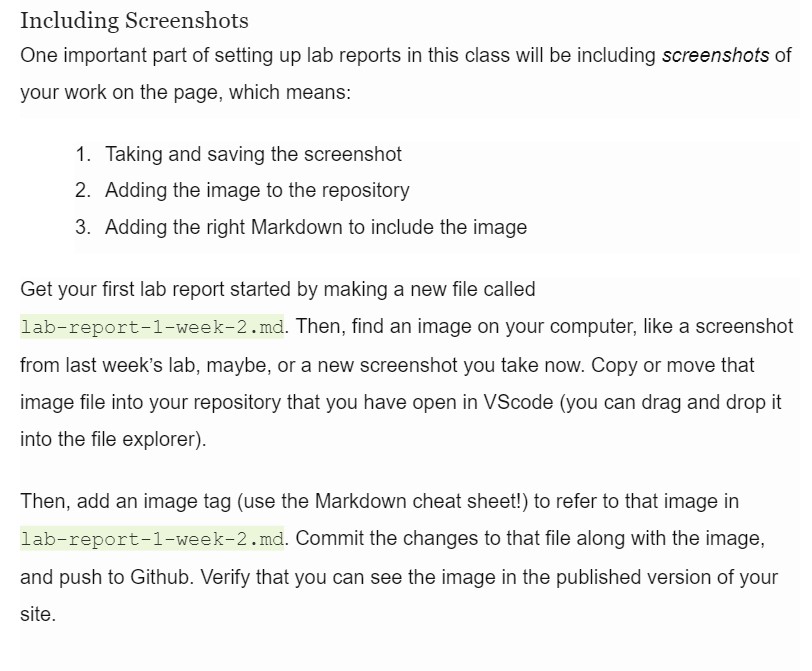 Including Screenshots
One important part of setting up lab reports in this class will be including screenshots of
your work on the page, which means:
1. Taking and saving the screenshot
2. Adding the image to the repository
3. Adding the right Markdown to include the image
Get your first lab report started by making a new file called
lab-report-1-week-2.md. Then, find an image on your computer, like a screenshot
from last week’s lab, maybe, or a new screenshot you take now. Copy or move that
image file into your repository that you have open in VScode (you can drag and drop it
into the file explorer).
Then, add an image tag (use the Markdown cheat sheet!) to refer to that image in
lab-report-1-week-2.md. Commit the changes to that file along with the image,
and push to Github. Verify that you can see the image in the published version of your
site.